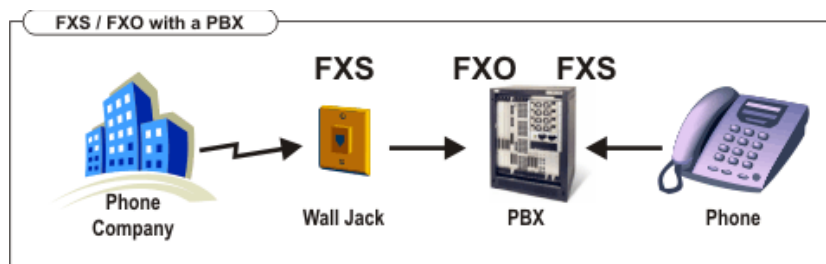 FXS / FXO with a PBX
FXS
FXO
FXS
Phone
Company
Wall Jack
PBX
Phone